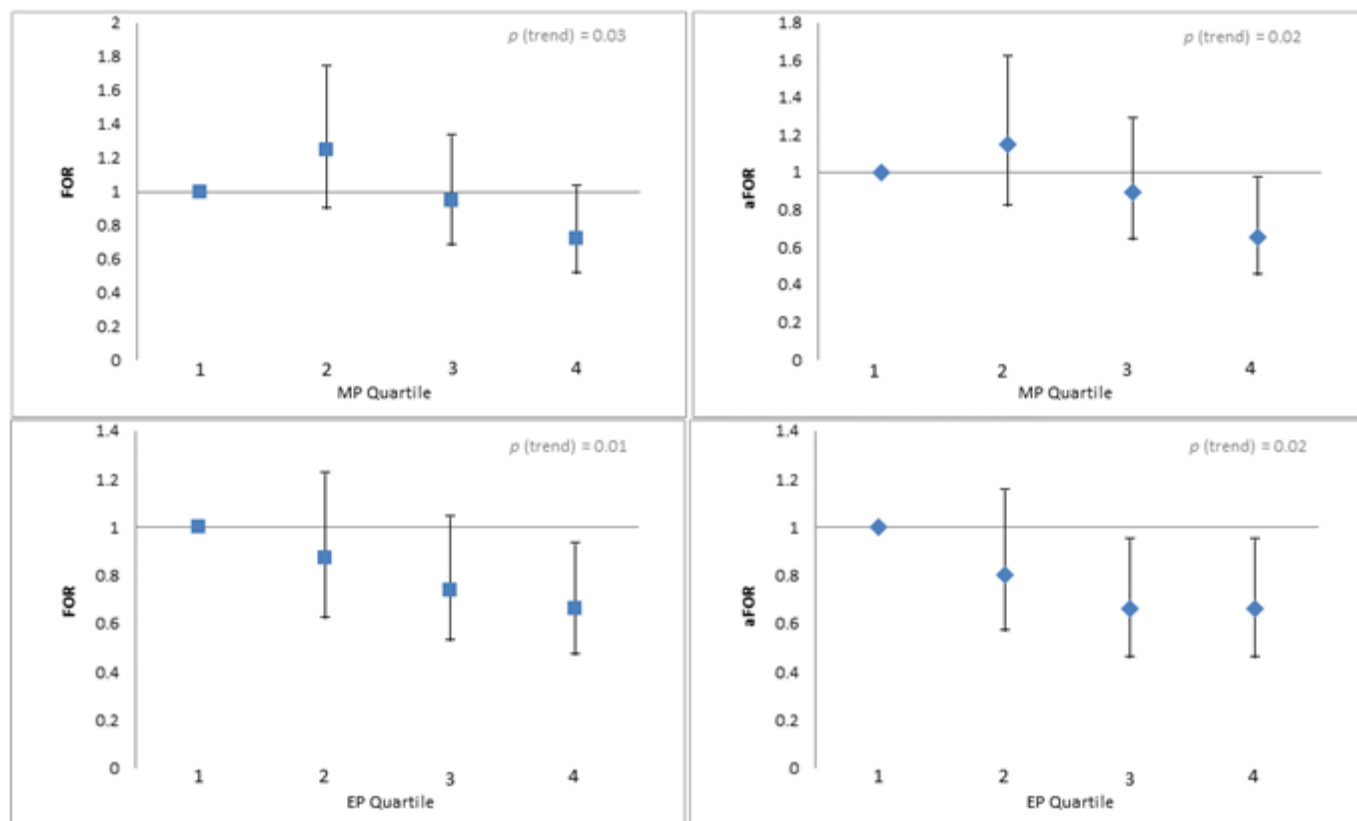 p (trend) = 0.03
FOR
2
1.8
1.6
1.4
1.2
1
0.8
0.6
0.4
0.2
0
1 2 3 4
MP Quartile
p (trend) = 0.02
aFOR
1.8
1.6
1.4
1.2
1
0.8
0.6
0.4
0.2
0
1 2 3 4
MP Quartile
p (trend) = 0.01
FOR
1.4
1.2
1
0.8
0.6
0.4
0.2
0
1 2 3 4
EP Quartile
p (trend) = 0.02
aFOR
1.4
1.2
1
0.8
0.6
0.4
0.2
0
1 2 3 4
EP Quartile